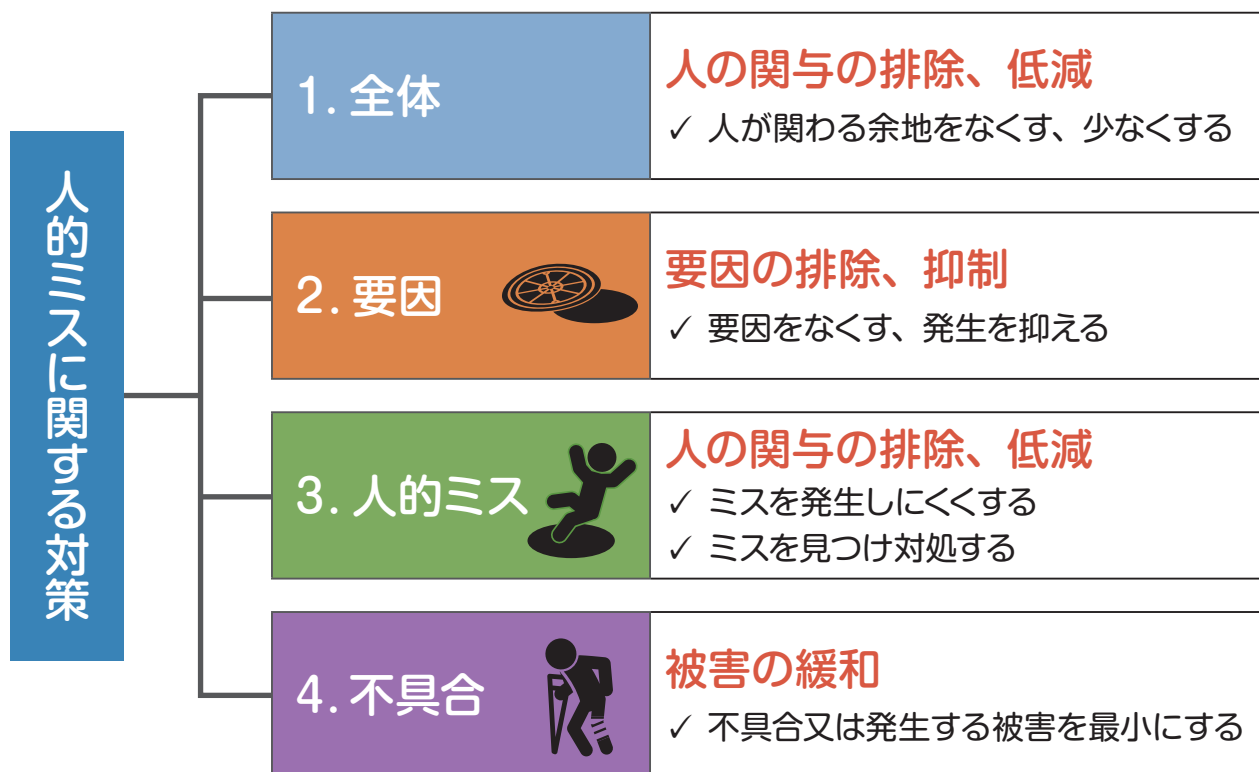 人的ミスに関する対策
1. 全体
人の関与の排除、低減
✓ 人が関わる余地をなくす、少なくする
2. 要因
要因の排除、抑制
✓ 要因をなくす、発生を抑える
3. 人的ミス
人の関与の排除、低減
✓ ミスを発生しにくくする
✓ ミスを見つけ対処する
4. 不具合
被害の緩和
✓ 不具合又は発生する被害を最小にする